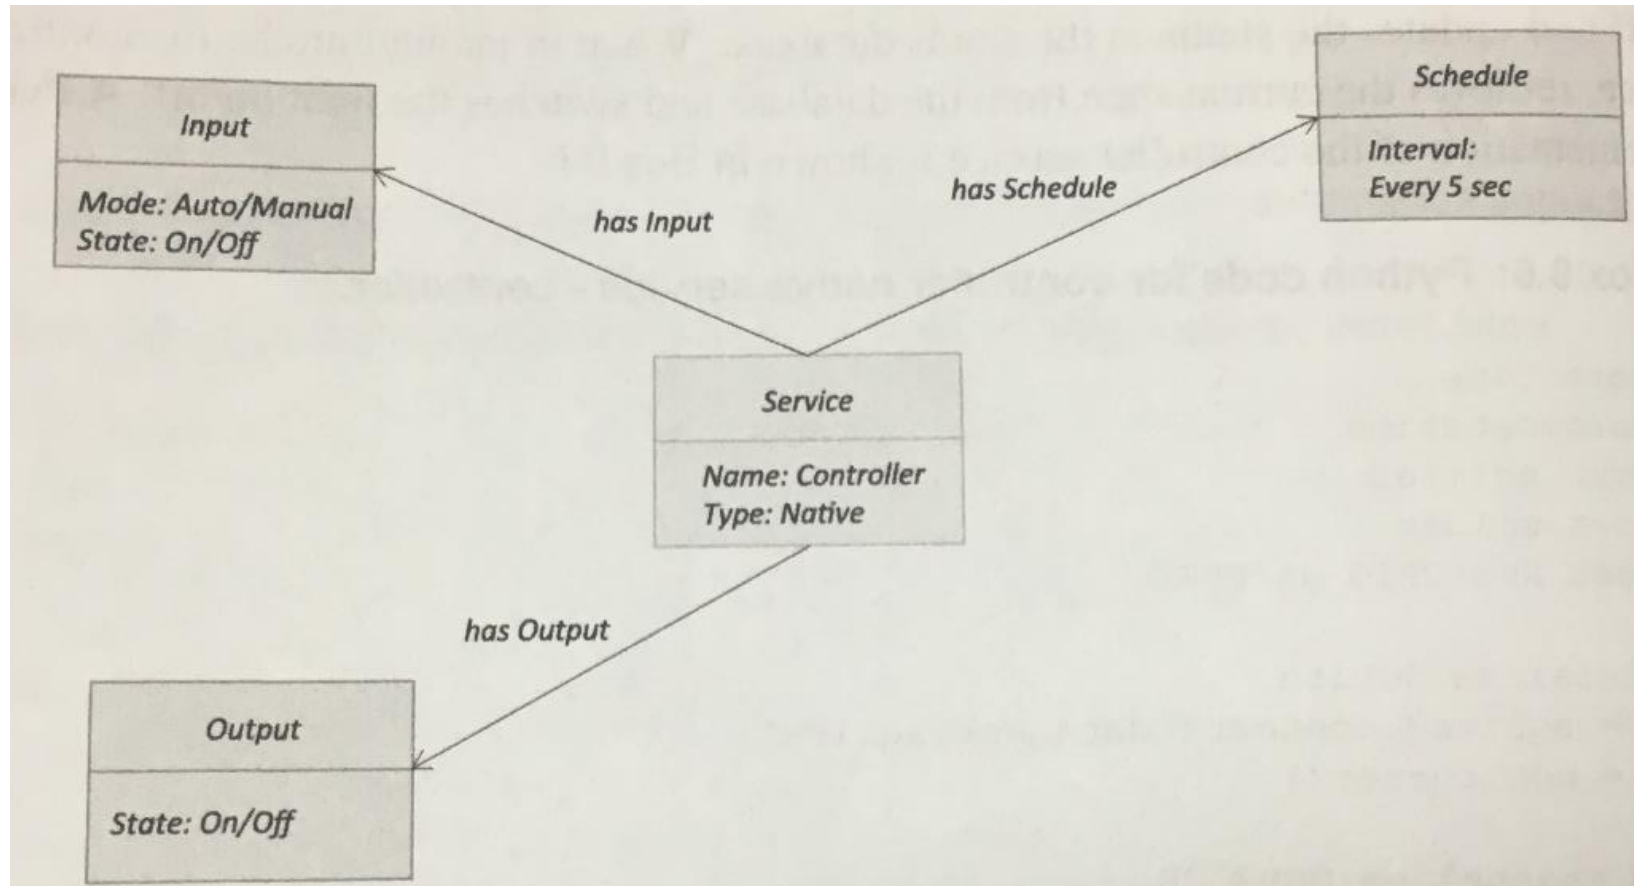 Input
Mode: Auto/Manual
State: On/Off
Schedule
Interval:
Every 5 sec
has Input
has Schedule
Service
Name: Controller
Type: Native
has Output
Output
State: On/Off